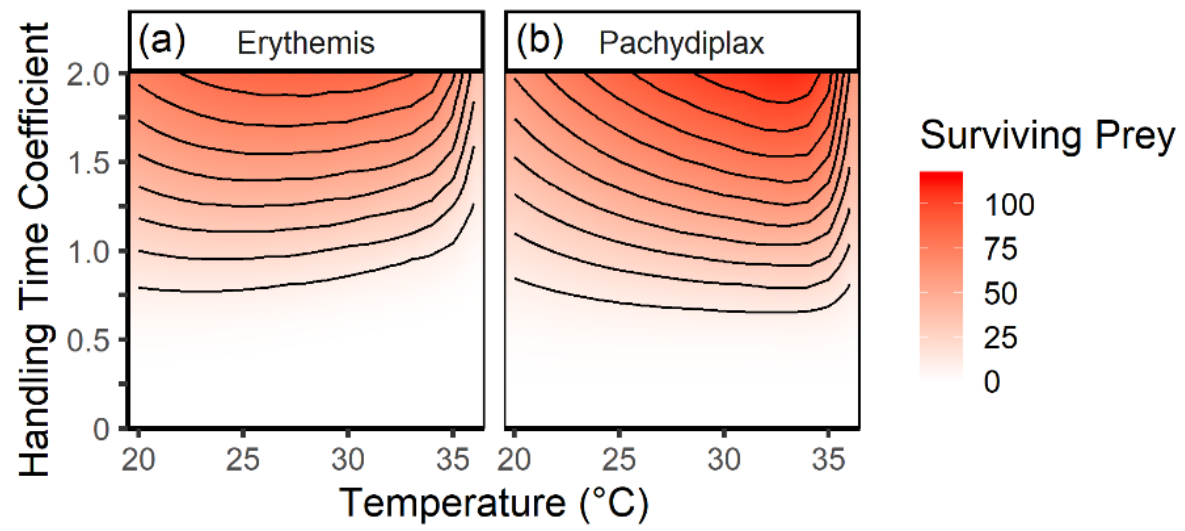 (a) Erythemis
(b) Pachydiplax
Handling Time Coefficient
2.0
1.5
1.0
0.5
0
20 25 30 35
20 25 30 35
Temperature (°C)
Surviving Prey
100
75
50
25
0